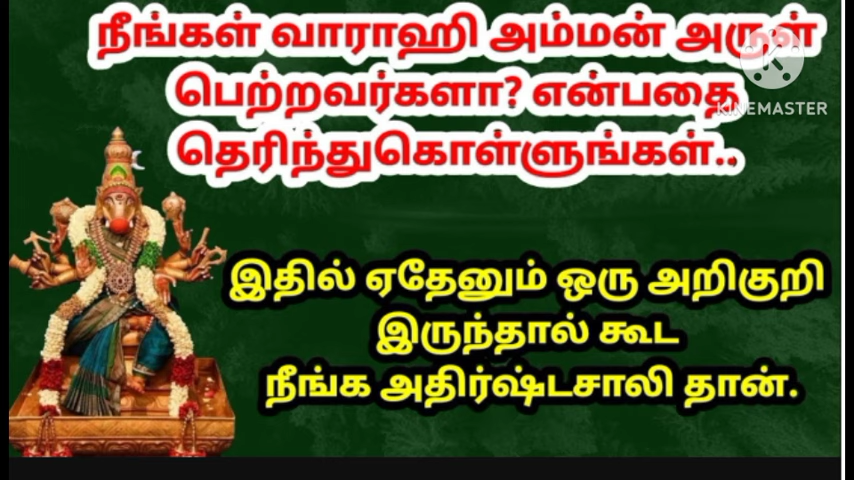 நீங்கள் வாராஹி அம்மன் அருள்
பெற்றவர்களா? என்பதை
தெரிந்துகொள்ளுங்கள்..
KINEMASTER
இதில் ஏதேனும் ஒரு அறிகுறி
இருந்தால் கூட
நீங்க அதிர்ஷ்டசாலி தான்.